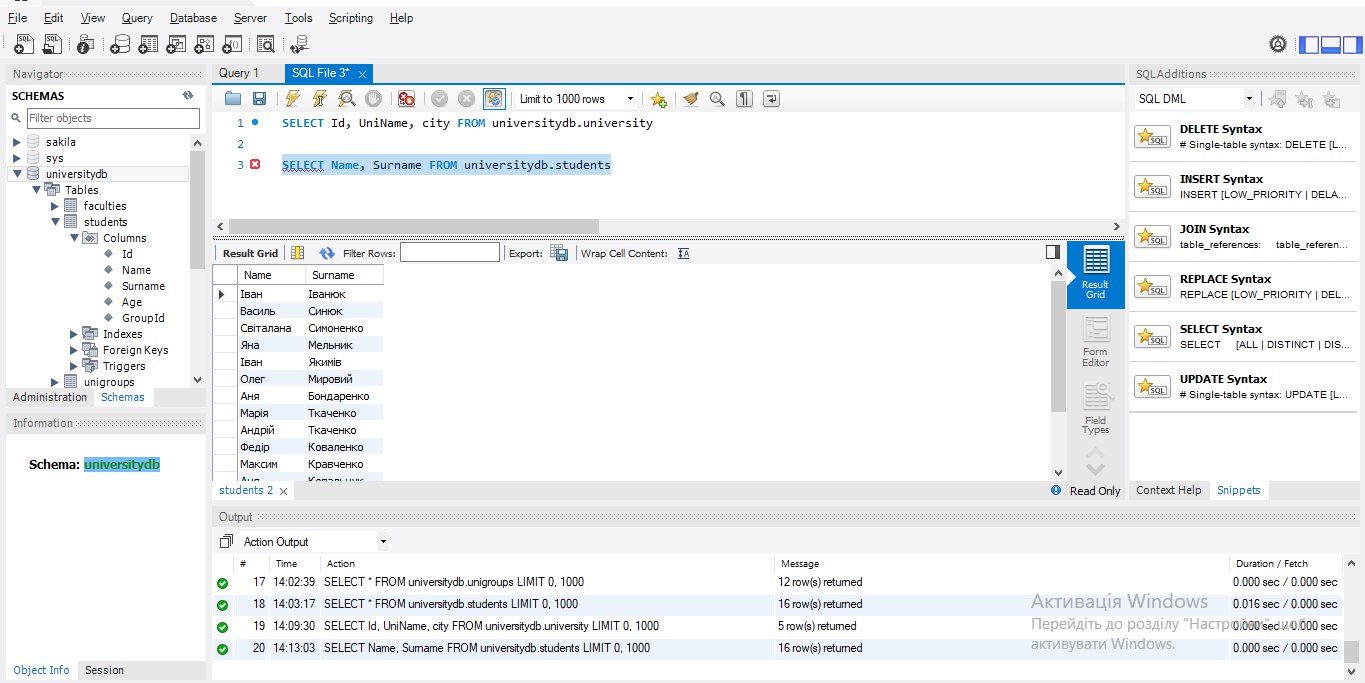 File Edit View Query Database Server Tools Scripting Help
Navigator
SCHEMAS
Filter objects
sakila
sys
universitydb
Tables
faculties
students
Columns
Id
Name
Surname
Age
GroupId
Indexes
Foreign Keys
Triggers
unigroups
Administration Schemas
Information
Schema: universitydb
Object Info Session
Query 1 SQL File 3*
Limit to 1000 rows
1 SELECT Id, UniName, city FROM universitydb.university
2
3 SELECT Name, Surname FROM universitydb.students
Result Grid Filter Rows: Export: Wrap Cell Content:
Name Surname
Іван Іванюк
Василь Синюк
Світалана Симоненко
Яна Мельник
Іван Якимів
Олег Мировий
Аня Бондаренко
Марія Ткаченко
Андрій Ткаченко
Федір Коваленко
Максим Кравченко
Аня Ковальчук
Result Grid
Form Editor
Field Types
students 2
Read Only
Output
Action Output
# Time Action Message Duration / Fetch
17 14:02:39 SELECT * FROM universitydb.unigroups LIMIT 0, 1000 12 row(s) returned 0.000 sec / 0.000 sec
18 14:03:17 SELECT * FROM universitydb.students LIMIT 0, 1000 16 row(s) returned 0.016 sec / 0.000 sec
19 14:09:30 SELECT Id, UniName, city FROM universitydb.university LIMIT 0, 1000 5 row(s) returned 0.000 sec / 0.000 sec
20 14:13:03 SELECT Name, Surname FROM universitydb.students LIMIT 0, 1000 16 row(s) returned 0.000 sec / 0.000 sec
Активація Windows
Перейдіть до розділу "Настройки", щоб
активувати Windows.
SQLAdditions
SQL DML
DELETE Syntax
# Single-table syntax: DELETE [L...
INSERT Syntax
INSERT [LOW_PRIORITY | DELA...
JOIN Syntax
table_references: table_referen...
REPLACE Syntax
REPLACE [LOW_PRIORITY | DEL...
SELECT Syntax
SELECT [ALL | DISTINCT | DIS...
UPDATE Syntax
# Single-table syntax: UPDATE [L...
Context Help Snippets